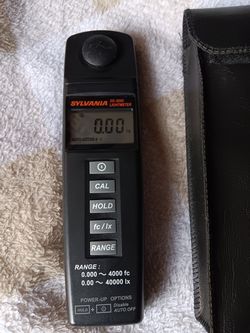 SYLVANIA
LIGHTMETER
0.00
CAL
HOLD
fc/lx
RANGE
RANGE :
0.000 ~ 4000 fc
0.00 ~ 40000 lx
POWER-UP OPTIONS
HOLD + Disable
AUTO OFF